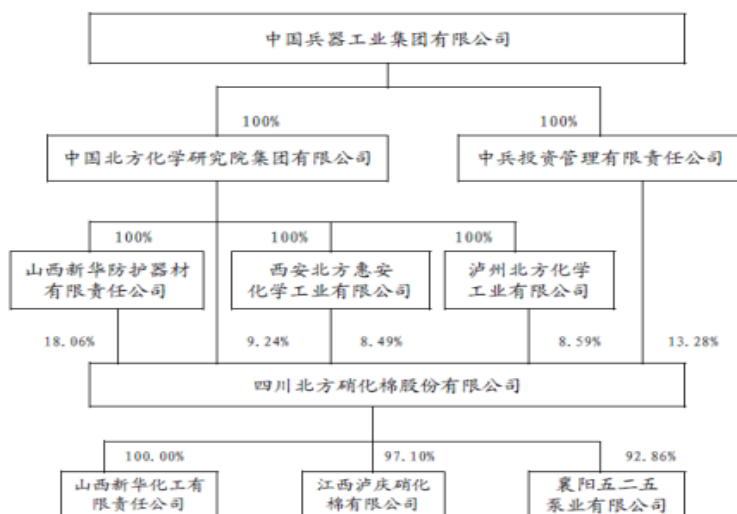 中国兵器工业集团有限公司
100%
100%
中国北方化学研究院集团有限公司
中兵投资管理有限责任公司
100%
100%
100%
山西新华防护器材
有限责任公司
西安北方惠安
化学工业有限公司
泸州北方化学
工业有限公司
18.06%
9.24%
8.49%
8.59%
13.28%
四川北方硝化棉股份有限公司
100.00%
97.10%
92.86%
山西新华化工有
限责任公司
江西泸庆硝化
棉有限公司
襄阳五二五
泵业有限公司